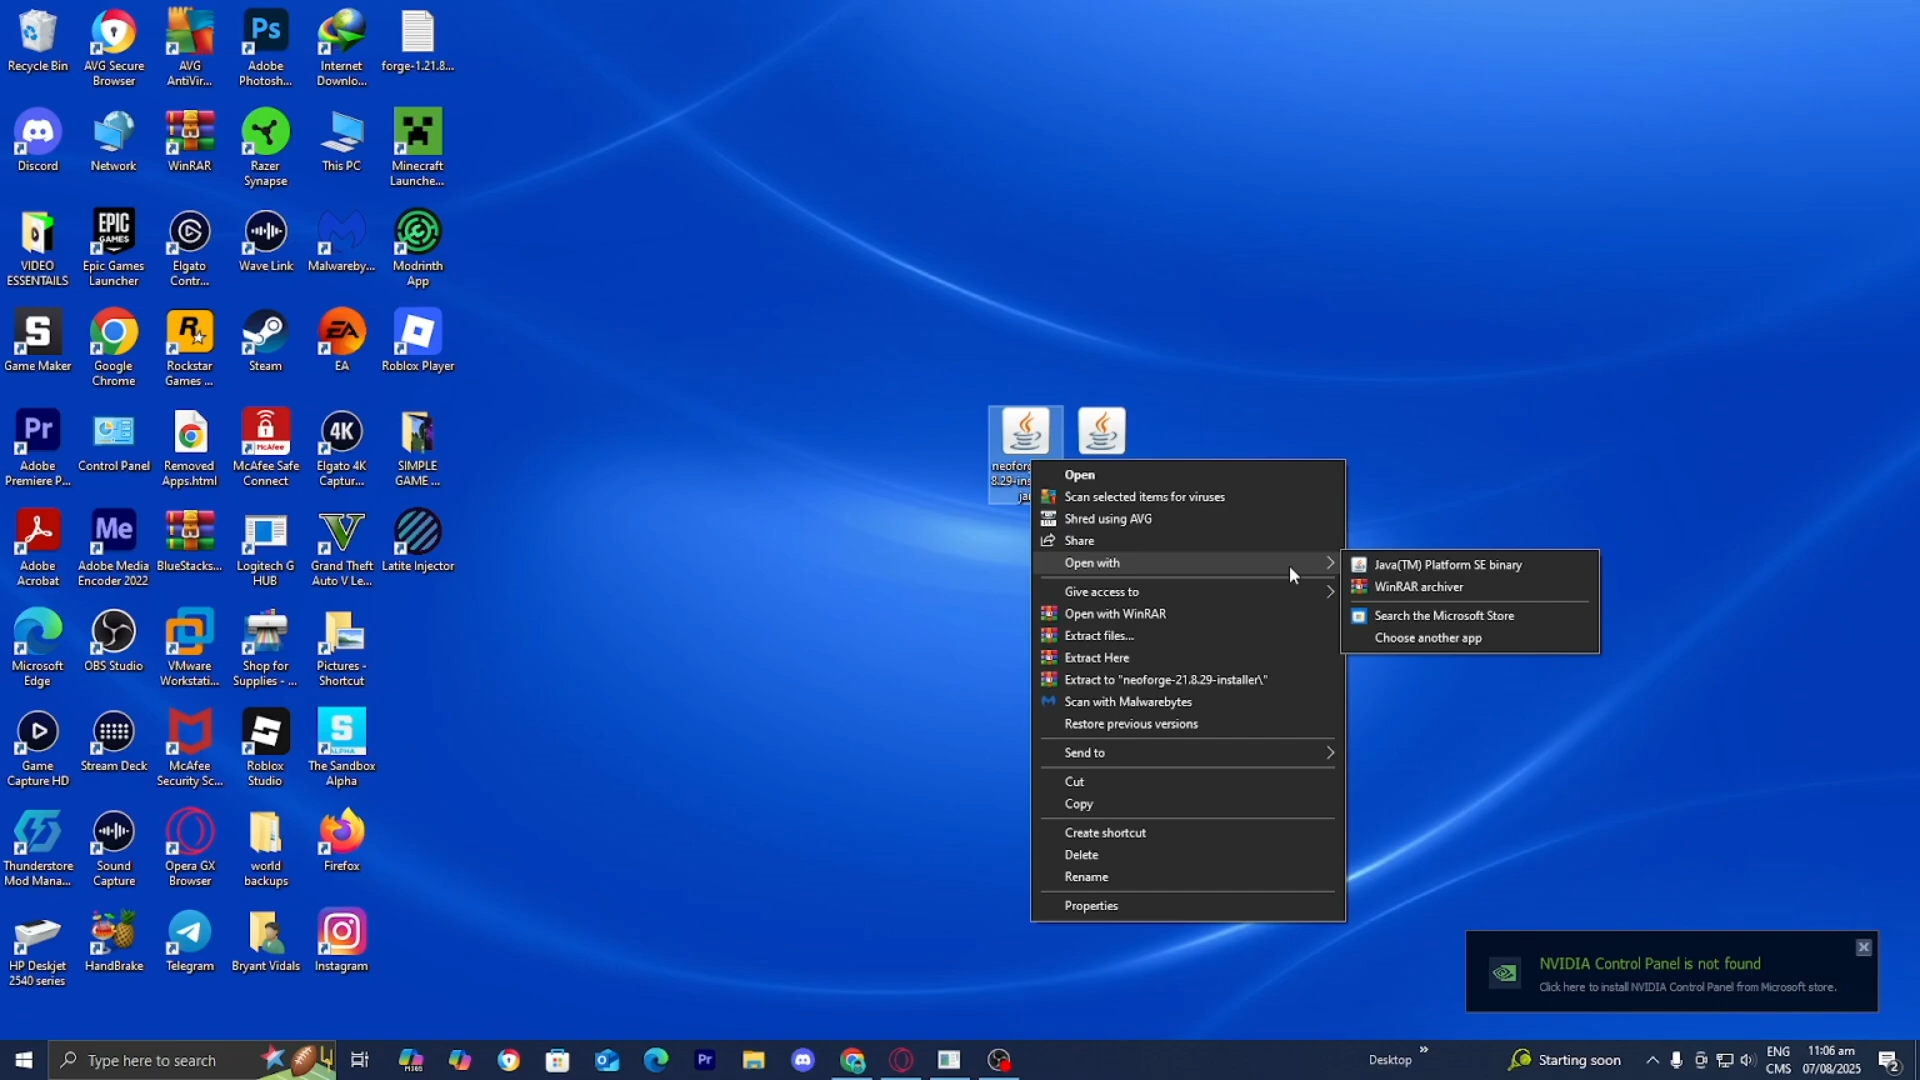 Recycle Bin
AVG Secure
Browser
AVG
AntiVir...
Adobe
Photosh...
Internet
Downlo...
forge-1.21.8...
Discord
Network
WinRAR
Razer
Synapse
This PC
Minecraft
Launche...
VIDEO
ESSENTAILS
Epic Games
Launcher
Elgato
Contr...
Wave Link
Malwareby...
Modrinth
App
Game Maker
Google
Chrome
Rockstar
Games ...
Steam
EA
Roblox Player
Adobe
Premiere P...
Control Panel
Removed
Apps.html
McAfee Safe
Connect
Elgato 4K
Captur...
SIMPLE
GAME ...
Adobe
Acrobat
Adobe Media
Encoder 2022
BlueStacks...
Logitech G
HUB
Grand Theft
Auto V Le...
Latite Injector
Microsoft
Edge
OBS Studio
VMware
Workstati...
Shop for
Supplies - ...
Pictures -
Shortcut
Game
Capture HD
Stream Deck
McAfee
Security Sc...
Roblox
Studio
The Sandbox
Alpha
Thunderstore
Mod Mana...
Sound
Capture
Opera GX
Browser
world
backups
Firefox
HP Deskjet
2540 series
HandBrake
Telegram
Bryant Vidals
Instagram
Open
Scan selected items for viruses
Shred using AVG
Share
Open with
Give access to
Open with WinRAR
Extract files...
Extract Here
Extract to "neoforge-21.8.29-installer\"
Scan with Malwarebytes
Restore previous versions
Send to
Cut
Copy
Create shortcut
Delete
Rename
Properties
Java(TM) Platform SE binary
WinRAR archiver
Search the Microsoft Store
Choose another app
NVIDIA Control Panel is not found
Click here to install NVIDIA Control Panel from Microsoft store.
Type here to search
Desktop
Starting soon
ENG
CMS
11:06 am
07/08/2025
2